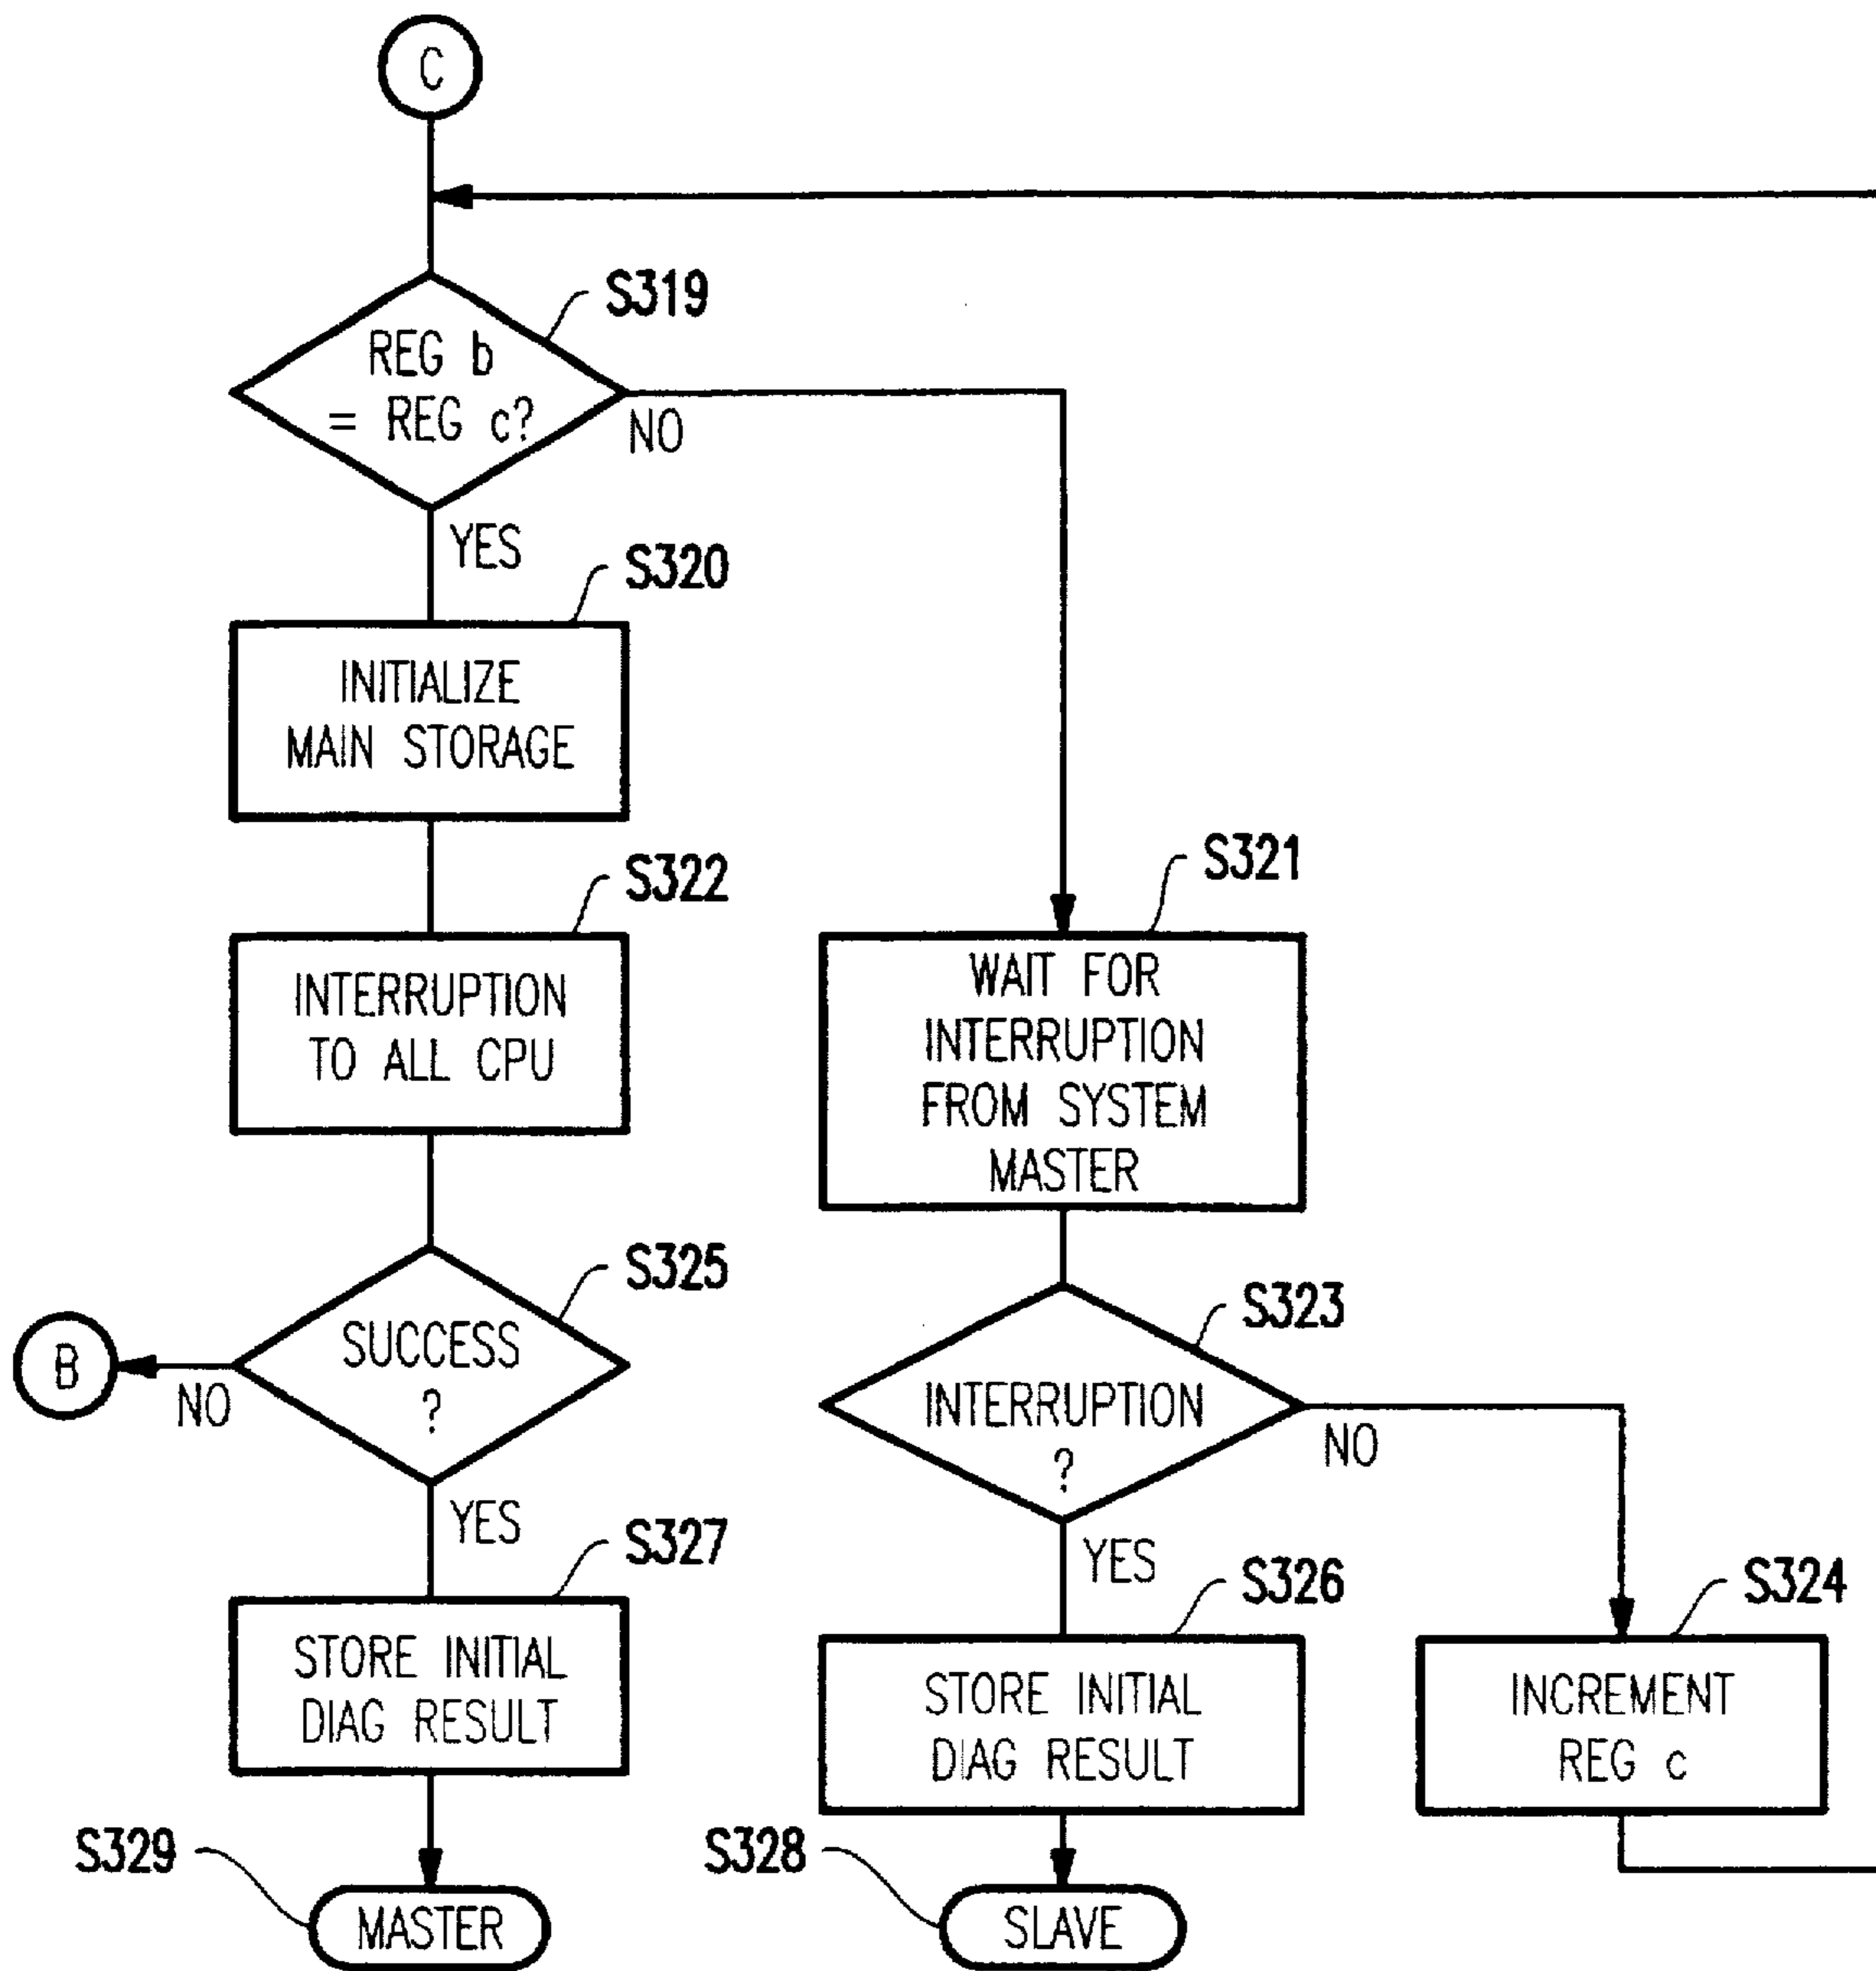 C
S319
REG b
= REG c?
NO
YES
S320
INITIALIZE
MAIN STORAGE
S322
INTERRUPTION
TO ALL CPU
S321
WAIT FOR
INTERRUPTION
FROM SYSTEM
MASTER
S325
SUCCESS
?
B
NO
YES
S323
INTERRUPTION
?
NO
YES
S327
STORE INITIAL
DIAG RESULT
S326
STORE INITIAL
DIAG RESULT
S324
INCREMENT
REG c
S329
MASTER
S328
SLAVE